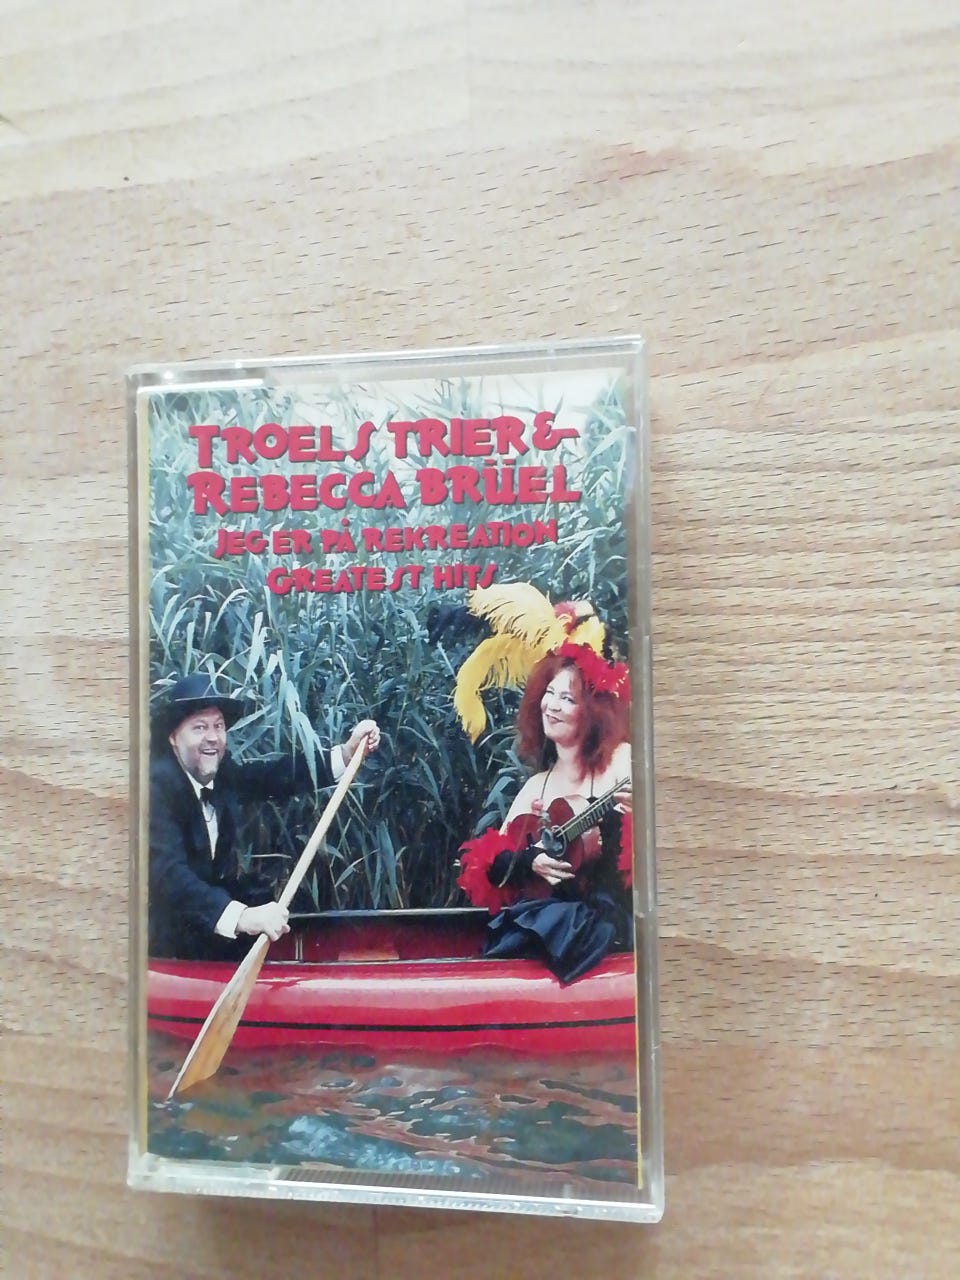 TROELS TRIER &
REBECCA BRÜEL
JEG ER PÅ REKREATION
GREATEST HITS